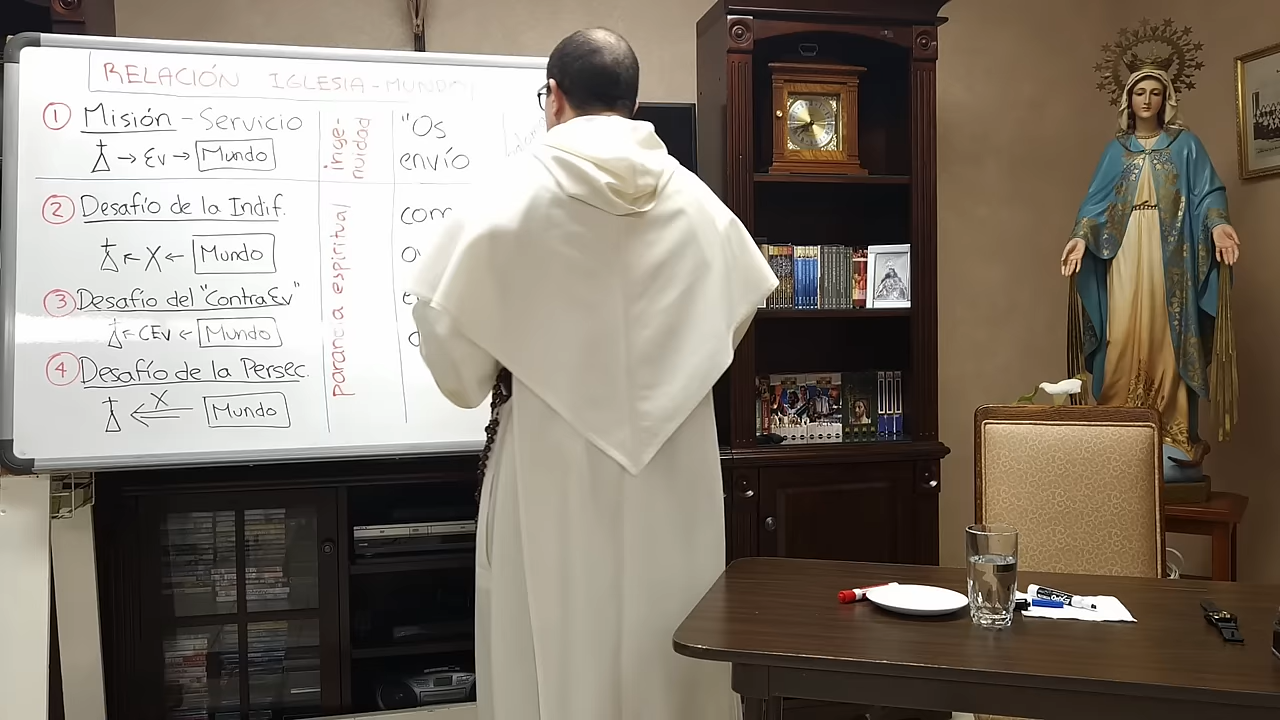 RELACIÓN IGLESIA-MUNDO
① Misión - Servicio
→ Ev → Mundo
② Desafío de la Indif.
← X ← Mundo
③ Desafío del "ContraEv"
← CEv ← Mundo
④ Desafío de la Persec.
X Mundo
inge-
nuidad
paranoia espiritual
"Os
envío
com
EXPO